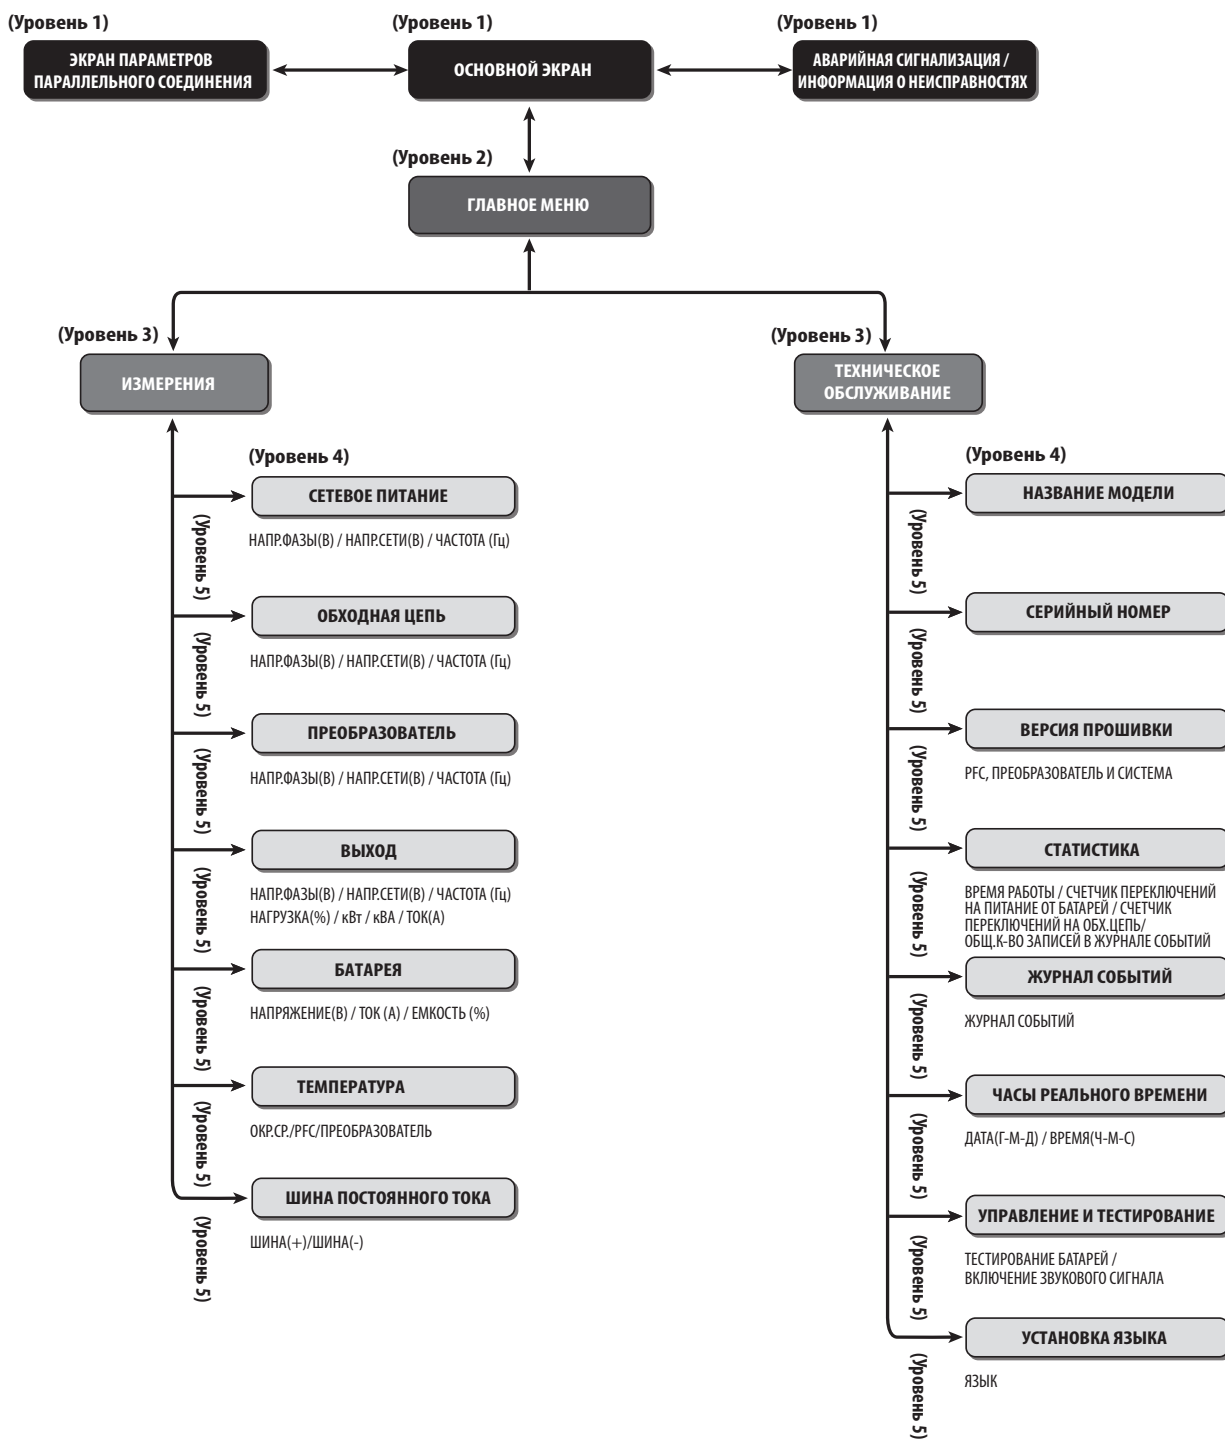 (Уровень 1)
ЭКРАН ПАРАМЕТРОВ
ПАРАЛЛЕЛЬНОГО СОЕДИНЕНИЯ
(Уровень 1)
ОСНОВНОЙ ЭКРАН
(Уровень 1)
АВАРИЙНАЯ СИГНАЛИЗАЦИЯ /
ИНФОРМАЦИЯ О НЕИСПРАВНОСТЯХ
(Уровень 2)
ГЛАВНОЕ МЕНЮ
(Уровень 3)
ИЗМЕРЕНИЯ
(Уровень 4)
СЕТЕВОЕ ПИТАНИЕ
(Уровень 5)
НАПР.ФАЗЫ(В) / НАПР.СЕТИ(В) / ЧАСТОТА (Гц)
ОБХОДНАЯ ЦЕПЬ
(Уровень 5)
НАПР.ФАЗЫ(В) / НАПР.СЕТИ(В) / ЧАСТОТА (Гц)
ПРЕОБРАЗОВАТЕЛЬ
(Уровень 5)
НАПР.ФАЗЫ(В) / НАПР.СЕТИ(В) / ЧАСТОТА (Гц)
ВЫХОД
(Уровень 5)
НАПР.ФАЗЫ(В) / НАПР.СЕТИ(В) / ЧАСТОТА (Гц)
НАГРУЗКА(%) / кВт / кВА / ТОК(А)
БАТАРЕЯ
(Уровень 5)
НАПРЯЖЕНИЕ(В) / ТОК (А) / ЕМКОСТЬ (%)
ТЕМПЕРАТУРА
(Уровень 5)
ОКР.СР./PFC/ПРЕОБРАЗОВАТЕЛЬ
ШИНА ПОСТОЯННОГО ТОКА
(Уровень 5)
ШИНА(+)/ШИНА(-)
(Уровень 3)
ТЕХНИЧЕСКОЕ
ОБСЛУЖИВАНИЕ
(Уровень 4)
НАЗВАНИЕ МОДЕЛИ
(Уровень 5)
СЕРИЙНЫЙ НОМЕР
(Уровень 5)
ВЕРСИЯ ПРОШИВКИ
(Уровень 5)
PFC, ПРЕОБРАЗОВАТЕЛЬ И СИСТЕМА
СТАТИСТИКА
(Уровень 5)
ВРЕМЯ РАБОТЫ / СЧЕТЧИК ПЕРЕКЛЮЧЕНИЙ
НА ПИТАНИЕ ОТ БАТАРЕЙ / СЧЕТЧИК
ПЕРЕКЛЮЧЕНИЙ НА ОБХ.ЦЕПЬ/
ОБЩ.К-ВО ЗАПИСЕЙ В ЖУРНАЛЕ СОБЫТИЙ
ЖУРНАЛ СОБЫТИЙ
(Уровень 5)
ЖУРНАЛ СОБЫТИЙ
ЧАСЫ РЕАЛЬНОГО ВРЕМЕНИ
(Уровень 5)
ДАТА(Г-М-Д) / ВРЕМЯ(Ч-М-С)
УПРАВЛЕНИЕ И ТЕСТИРОВАНИЕ
(Уровень 5)
ТЕСТИРОВАНИЕ БАТАРЕЙ /
ВКЛЮЧЕНИЕ ЗВУКОВОГО СИГНАЛА
УСТАНОВКА ЯЗЫКА
(Уровень 5)
ЯЗЫК